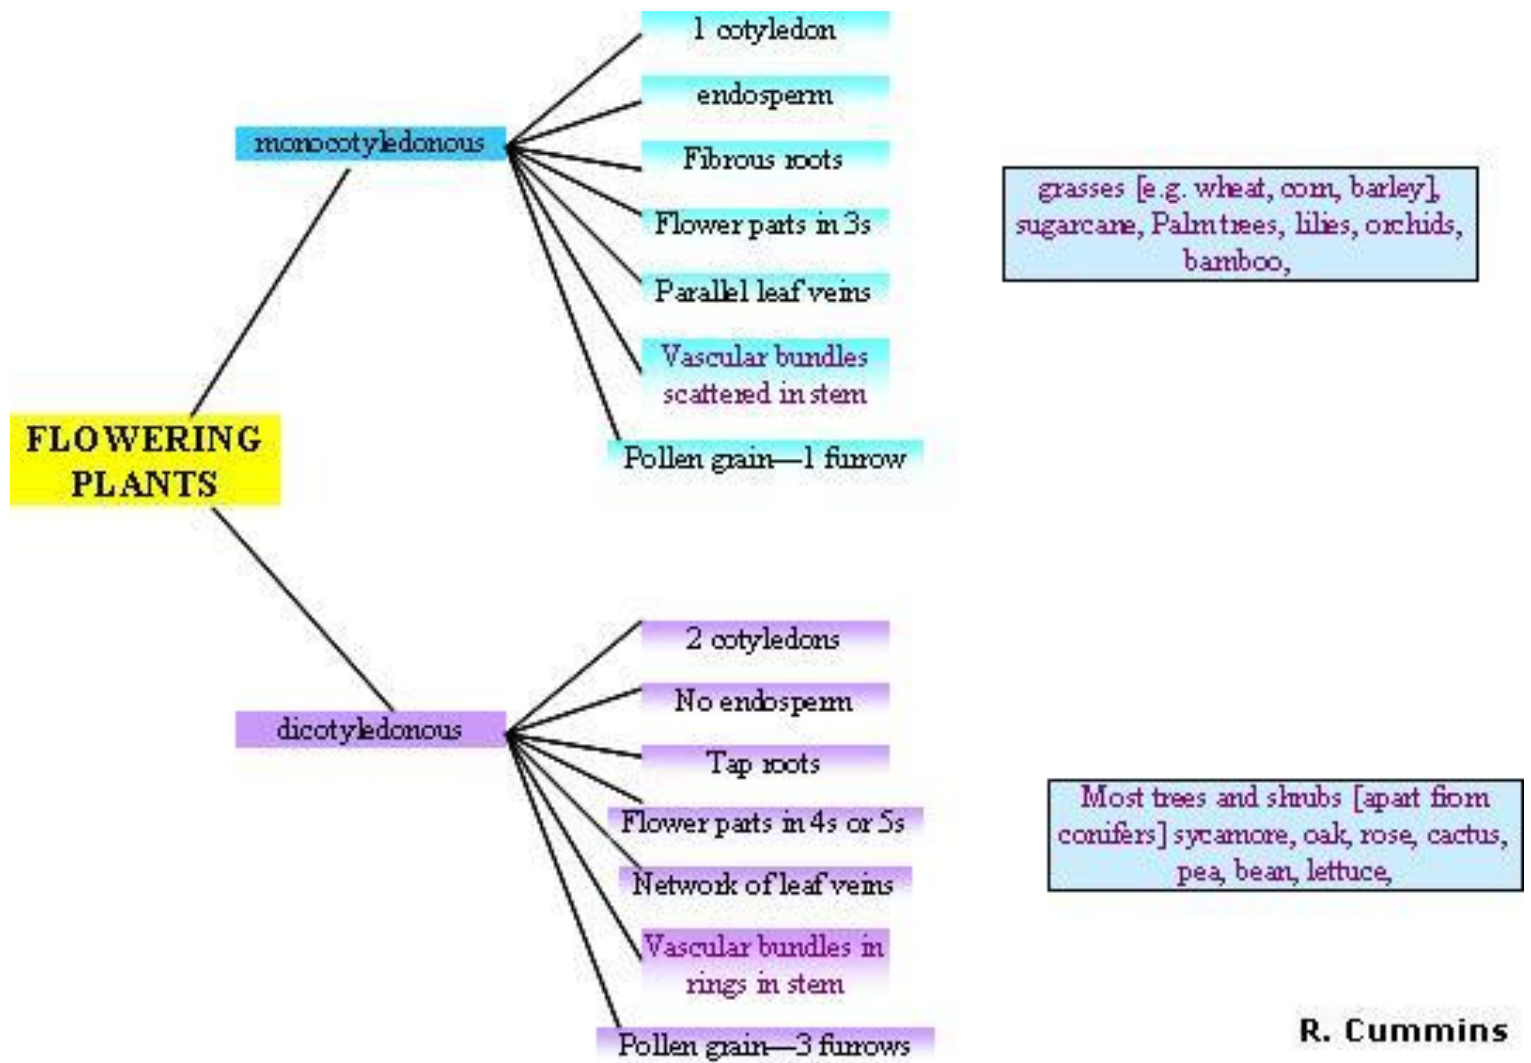 FLOWERING
PLANTS
monocotyledonous
1 cotyledon
endosperm
Fibrous roots
Flower parts in 3s
Parallel leaf veins
Vascular bundles
scattered in stem
Pollen grain—1 furrow
grasses [e.g. wheat, corn, barley],
sugarcane, Palm trees, lilies, orchids,
bamboo,
dicotyledonous
2 cotyledons
No endosperm
Tap roots
Flower parts in 4s or 5s
Network of leaf veins
Vascular bundles in
rings in stem
Pollen grain—3 furrows
Most trees and shrubs [apart from
conifers] sycamore, oak, rose, cactus,
pea, bean, lettuce,
R. Cummins